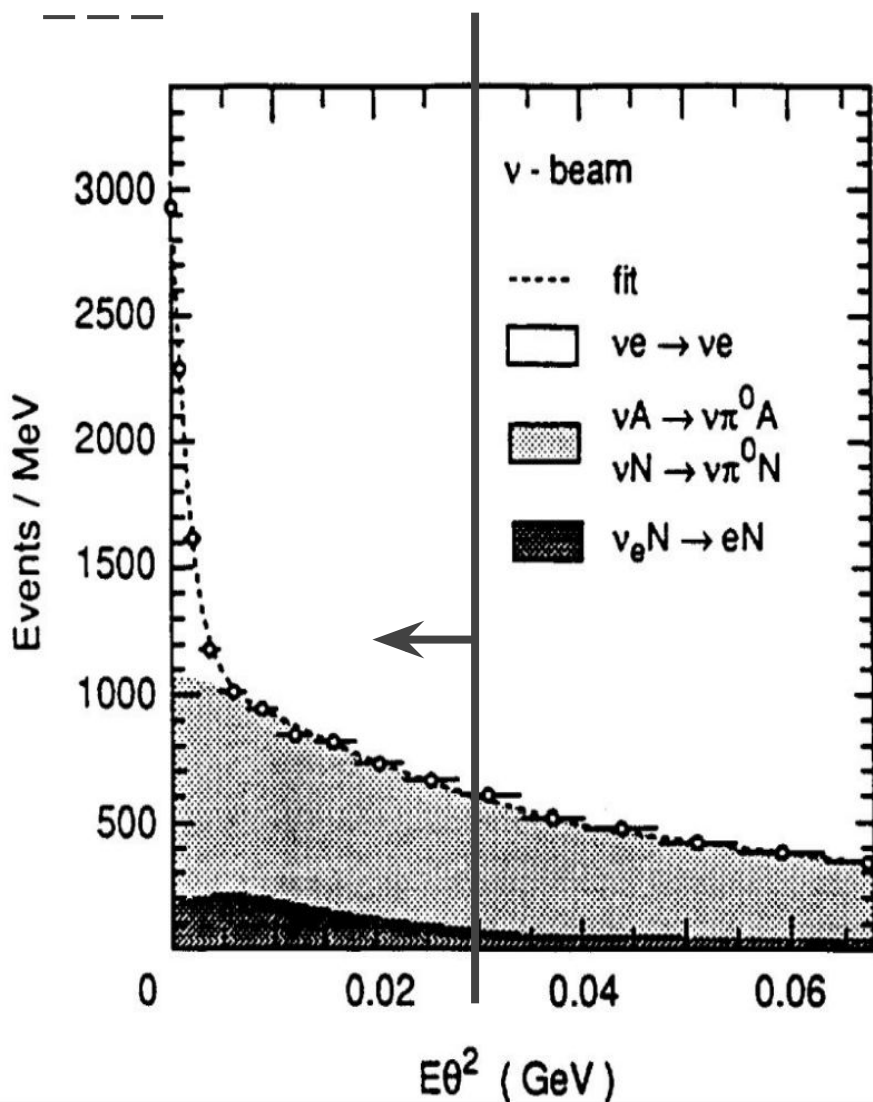 3000
2500
2000
1500
1000
500
0
0.02
0.04
0.06
Events / MeV
Eθ² ( GeV )
ν - beam
fit
νe → νe
νA → νπ⁰A
νN → νπ⁰N
νₑN → eN